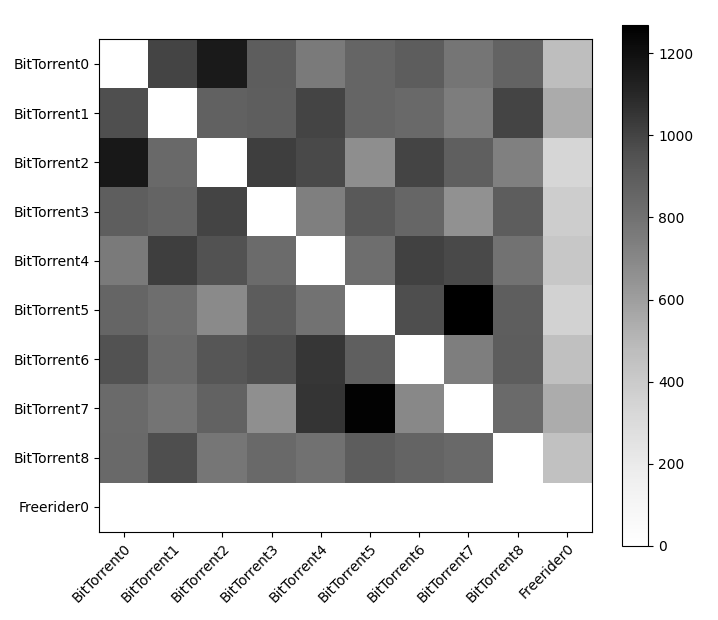 BitTorrent0
BitTorrent1
BitTorrent2
BitTorrent3
BitTorrent4
BitTorrent5
BitTorrent6
BitTorrent7
BitTorrent8
Freerider0
BitTorrent0
BitTorrent1
BitTorrent2
BitTorrent3
BitTorrent4
BitTorrent5
BitTorrent6
BitTorrent7
BitTorrent8
Freerider0
1200
1000
800
600
400
200
0